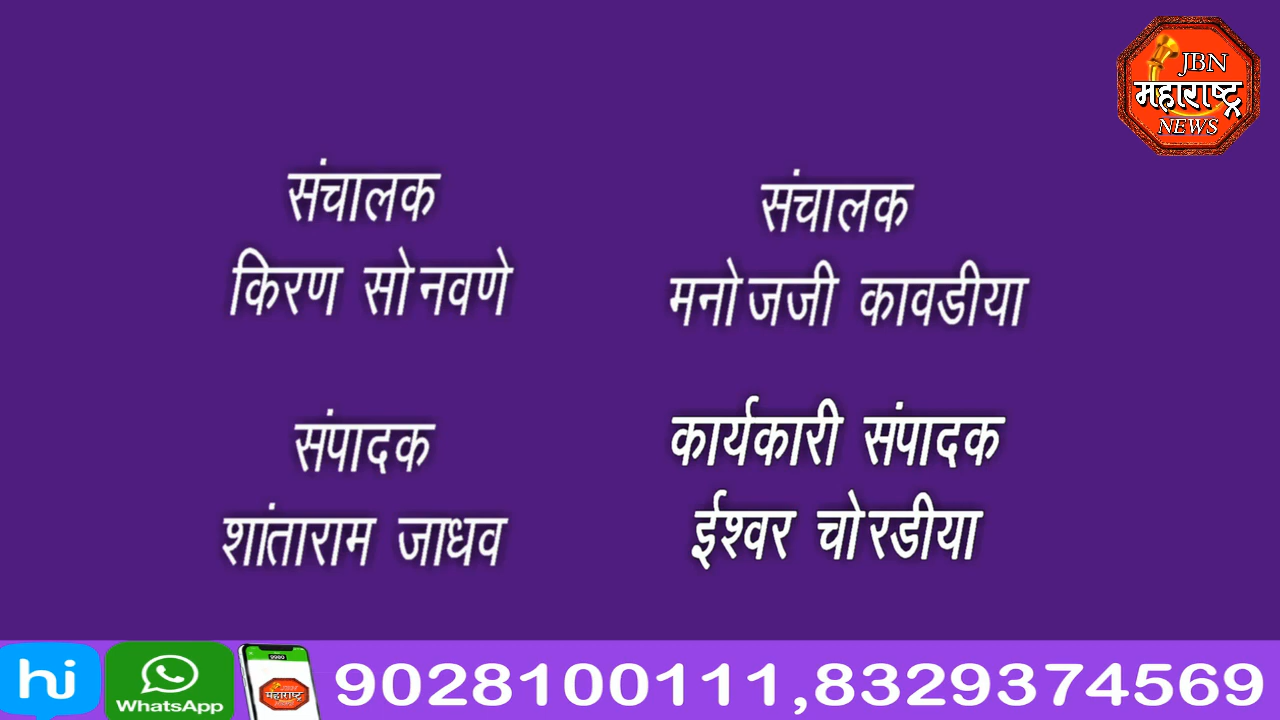 JBN
महाराष्ट्र
NEWS
संचालक
किरण सोनवणे
संचालक
मनोजजी कावडीया
संपादक
शांताराम जाधव
कार्यकारी संपादक
ईश्वर चोरडीया
hi
WhatsApp
महाराष्ट्र
9028100111,8329374569